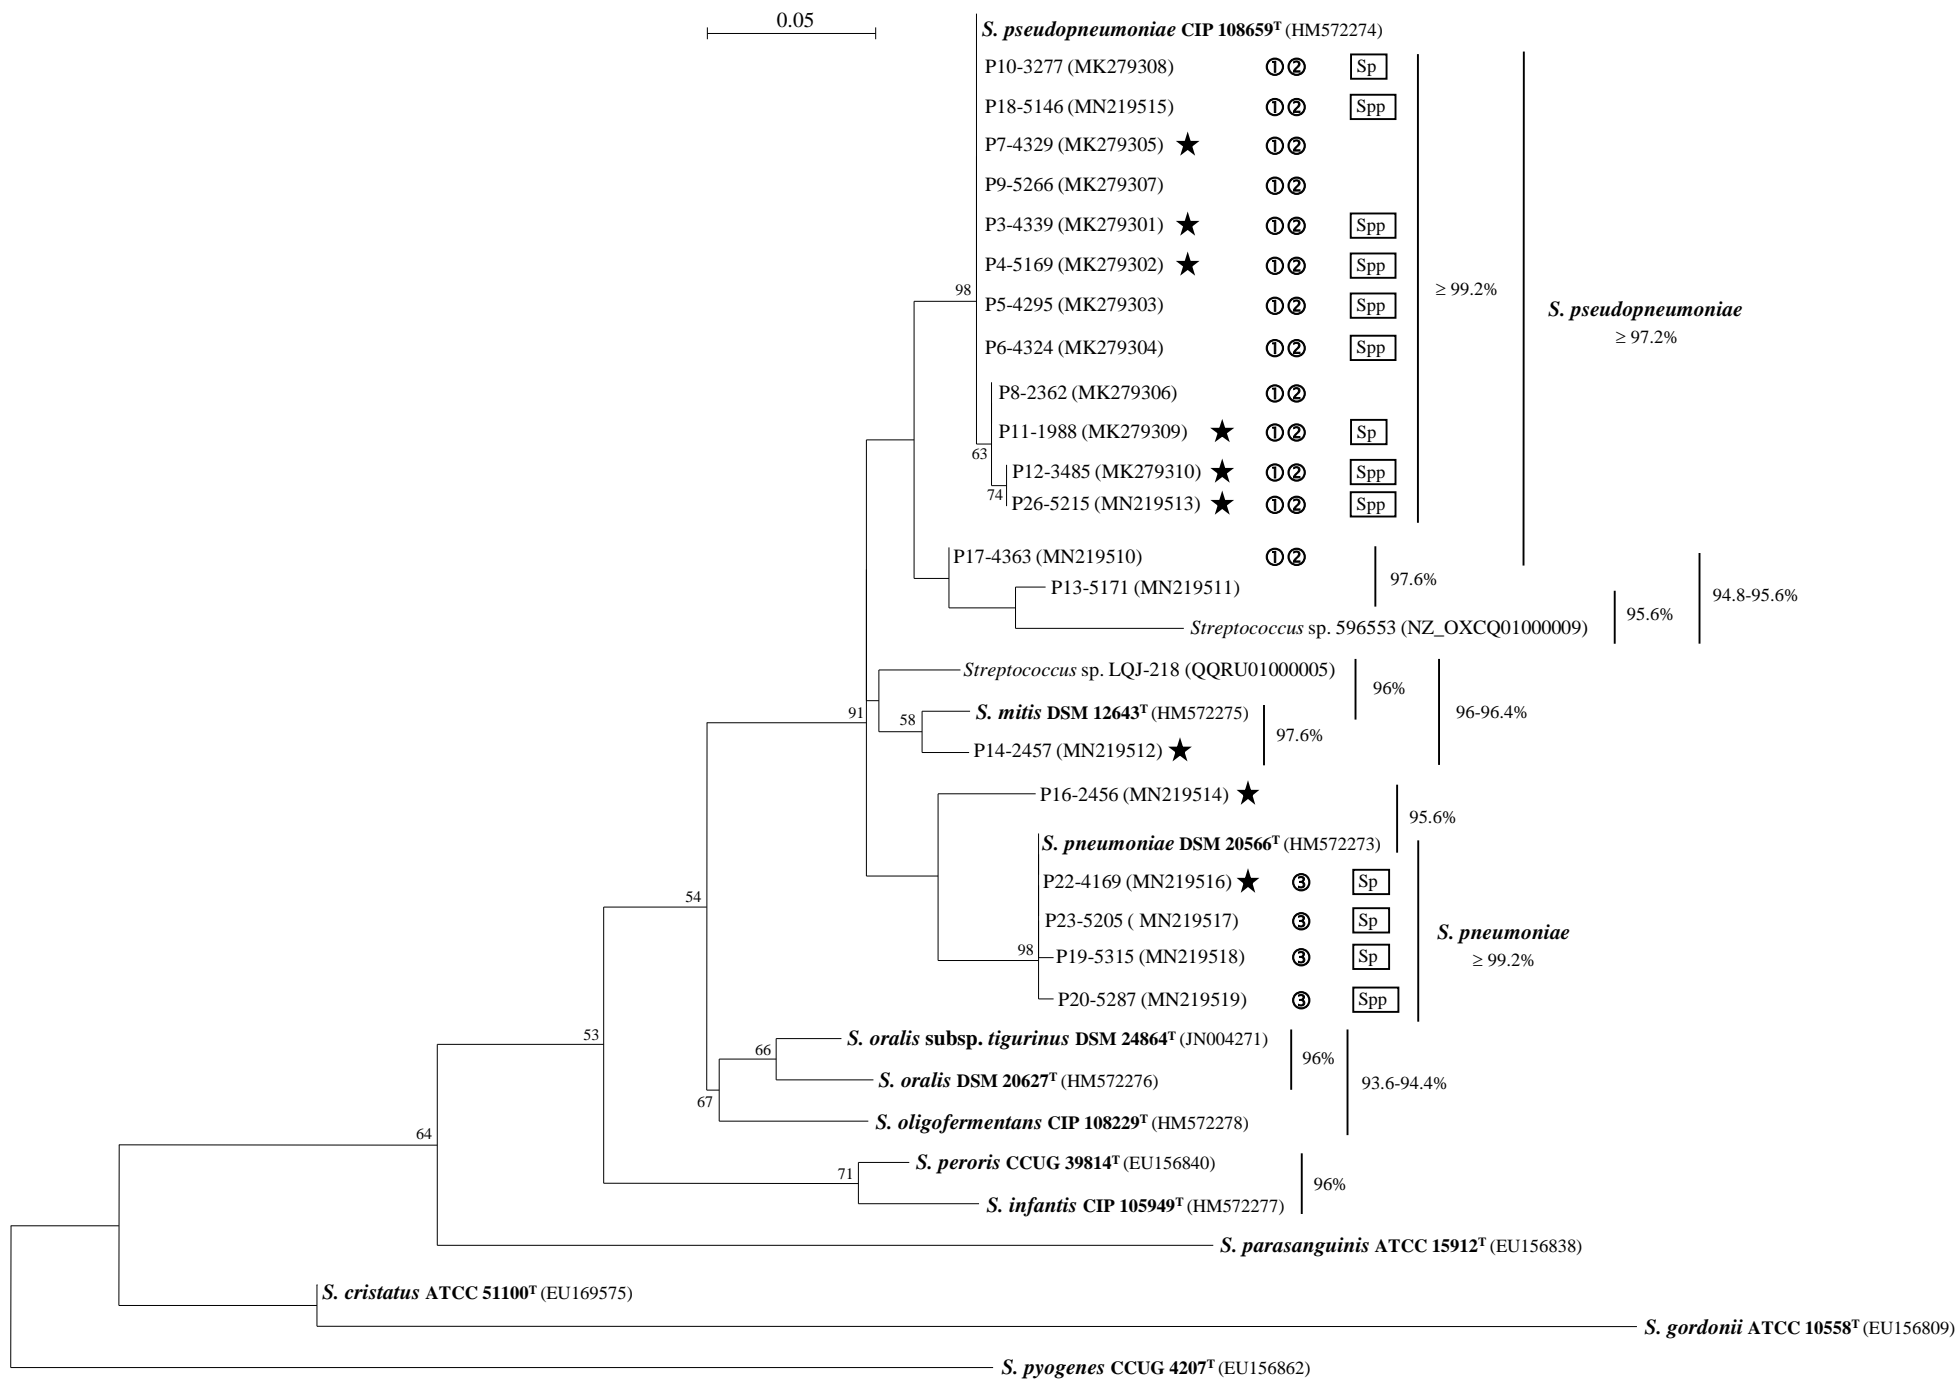 0.05
S. pseudopneumoniae CIP 108659ᵀ (HM572274)
P10-3277 (MK279308) ①② Sp
P18-5146 (MN219515) ①② Spp
P7-4329 (MK279305) ★ ①②
P9-5266 (MK279307) ①②
P3-4339 (MK279301) ★ ①② Spp
P4-5169 (MK279302) ★ ①② Spp
≥ 99.2%
98
P5-4295 (MK279303) ①② Spp
S. pseudopneumoniae
≥ 97.2%
P6-4324 (MK279304) ①② Spp
P8-2362 (MK279306) ①②
P11-1988 (MK279309) ★ ①② Sp
63
P12-3485 (MK279310) ★ ①② Spp
74
P26-5215 (MN219513) ★ ①② Spp
P17-4363 (MN219510) ①②
97.6%
P13-5171 (MN219511)
94.8-95.6%
95.6%
Streptococcus sp. 596553 (NZ_OXCQ01000009)
Streptococcus sp. LQJ-218 (QQRU01000005)
96%
91
58
S. mitis DSM 12643ᵀ (HM572275)
96-96.4%
97.6%
P14-2457 (MN219512) ★
P16-2456 (MN219514) ★
95.6%
S. pneumoniae DSM 20566ᵀ (HM572273)
P22-4169 (MN219516) ★ ③ Sp
54
P23-5205 ( MN219517) ③ Sp
S. pneumoniae
≥ 99.2%
98
P19-5315 (MN219518) ③ Sp
P20-5287 (MN219519) ③ Spp
53
S. oralis subsp. tigurinus DSM 24864ᵀ (JN004271)
66
96%
S. oralis DSM 20627ᵀ (HM572276)
93.6-94.4%
67
S. oligofermentans CIP 108229ᵀ (HM572278)
64
S. peroris CCUG 39814ᵀ (EU156840)
71
96%
S. infantis CIP 105949ᵀ (HM572277)
S. parasanguinis ATCC 15912ᵀ (EU156838)
S. cristatus ATCC 51100ᵀ (EU169575)
S. gordonii ATCC 10558ᵀ (EU156809)
S. pyogenes CCUG 4207ᵀ (EU156862)